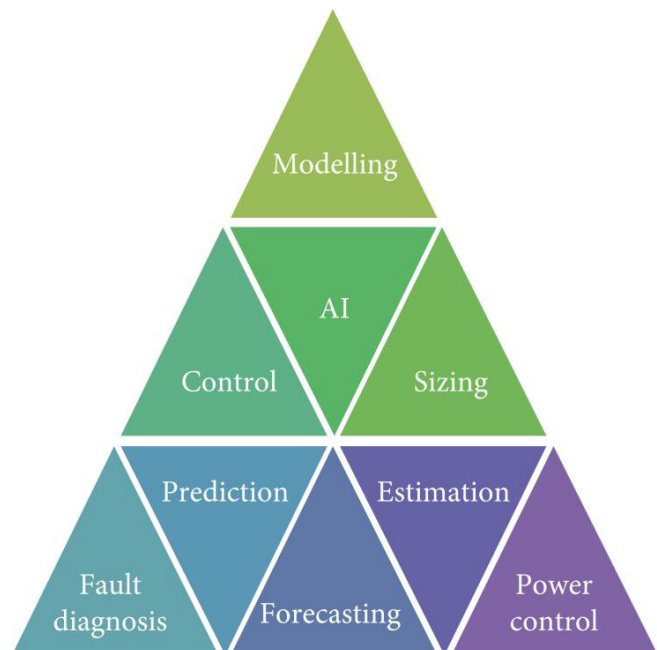 Modelling
AI
Control
Sizing
Prediction
Estimation
Fault
diagnosis
Forecasting
Power
control